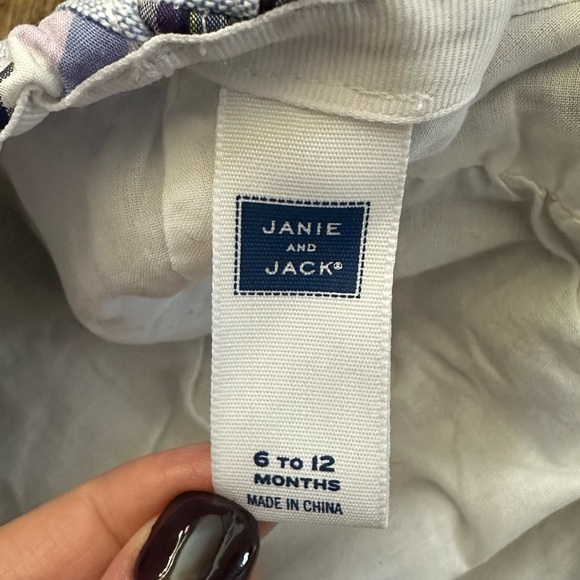 JANIE
AND
JACK®
6 TO 12
MONTHS
MADE IN CHINA